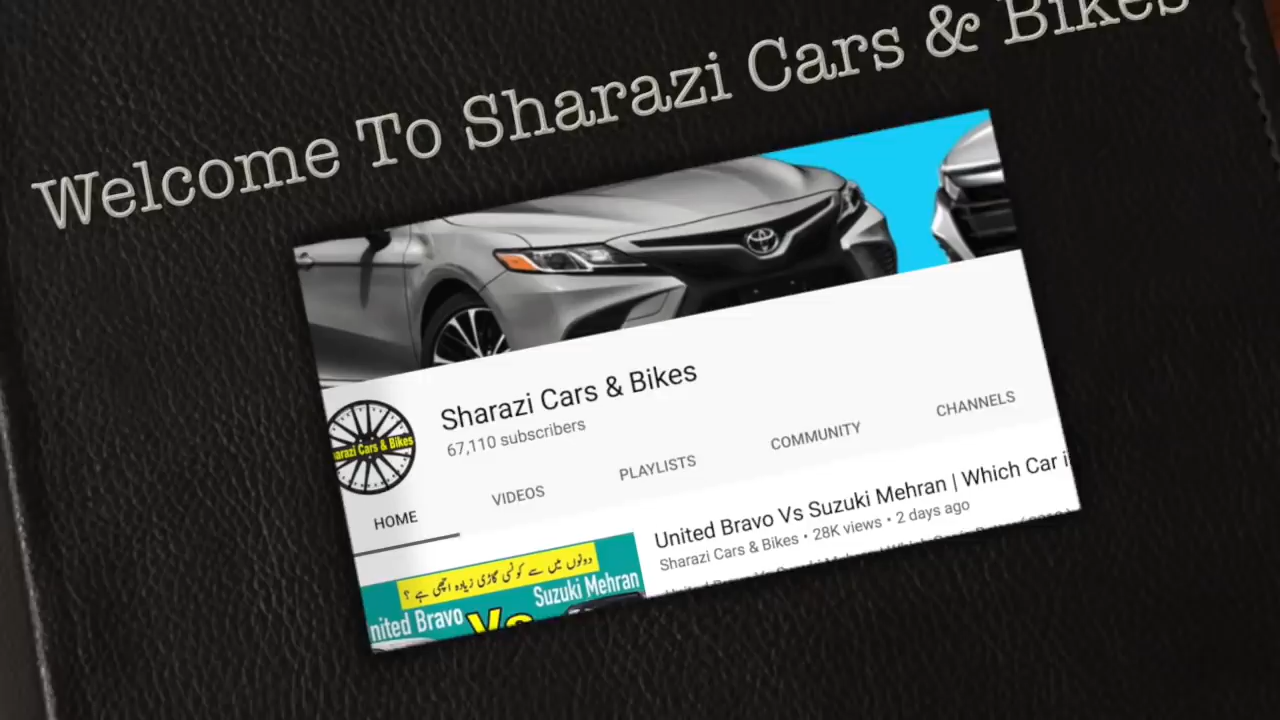 Welcome To Sharazi Cars & Bikes
Sharazi Cars & Bikes
67,110 subscribers
arazi Cars & Bikes
HOME
VIDEOS
PLAYLISTS
COMMUNITY
CHANNELS
United Bravo Vs Suzuki Mehran | Which Car i
Sharazi Cars & Bikes • 28K views • 2 days ago
دونوں میں سے کونسی گاڑی زیادہ اچھی ہے ؟
nited Bravo
Vs
Suzuki Mehran